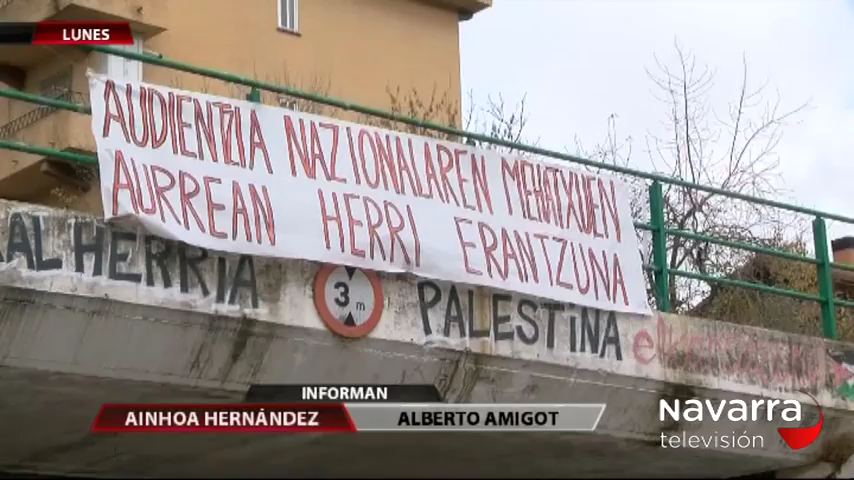 LUNES
AUDIENTZIA NAZIONALAREN MEHATXUEN
AURREAN HERRI ERANTZUNA
AL HERRIA
3 m
PALESTINA
INFORMAN
AINHOA HERNÁNDEZ
ALBERTO AMIGOT
NavaRRa
televisión